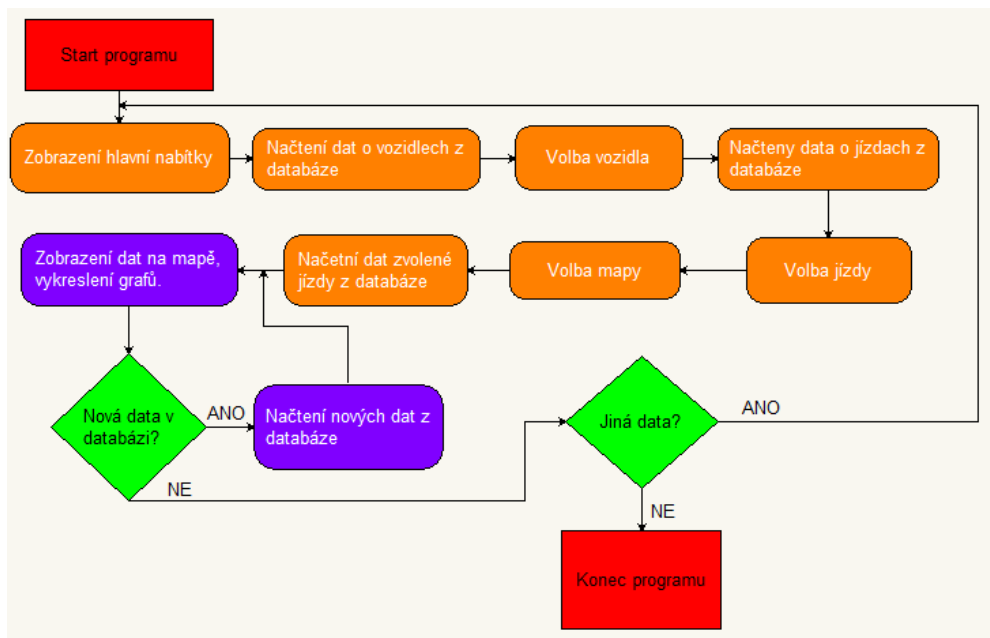 Start programu
Zobrazení hlavní nabítky
Načtení dat o vozidlech z
databáze
Volba vozidla
Načteny data o jízdach z
databáze
Volba jízdy
Volba mapy
Načetní dat zvolené
jízdy z databáze
Zobrazení dat na mapě,
vykreslení grafů.
Nová data v
databázi?
ANO
Načtení nových dat z
databáze
NE
Jiná data?
ANO
NE
Konec programu